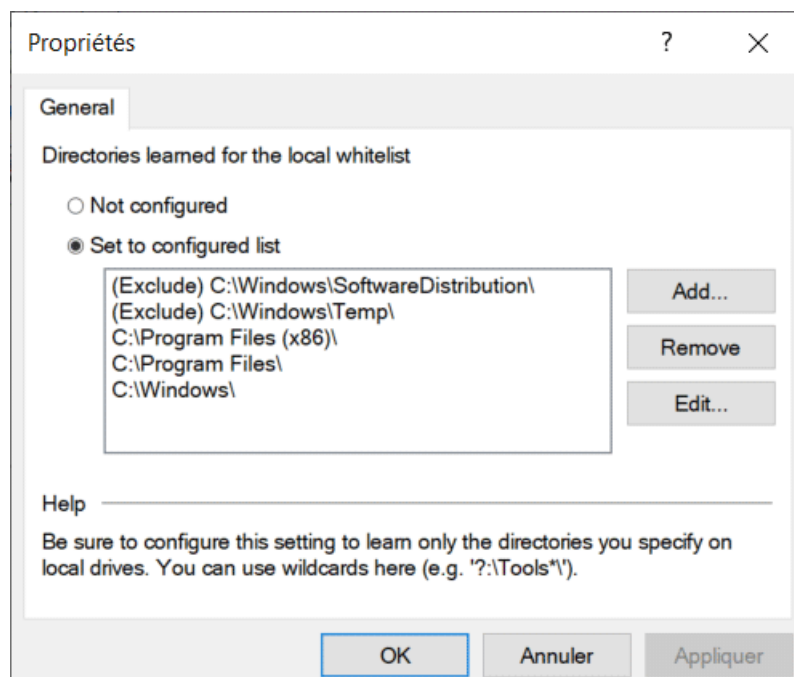 Propriétés
?
General
Directories learned for the local whitelist
Not configured
Set to configured list
(Exclude) C:\Windows\SoftwareDistribution\
(Exclude) C:\Windows\Temp\
C:\Program Files (x86)\
C:\Program Files\
C:\Windows\
Add...
Remove
Edit...
Help
Be sure to configure this setting to learn only the directories you specify on
local drives. You can use wildcards here (e.g. '?:\Tools*\').
OK
Annuler
Appliquer